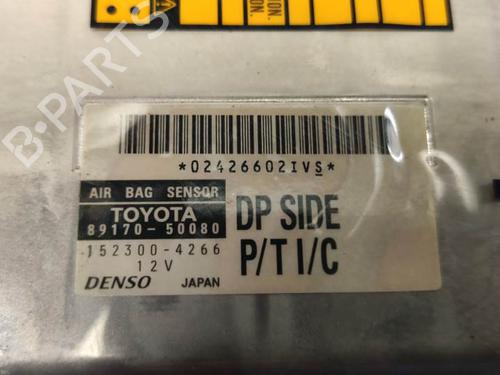 *02426602IVS*
AIR BAG SENSOR
TOYOTA
89170-50080
152300-4266
12V
DENSO JAPAN
DP SIDE
P/T I/C
B-PARTS